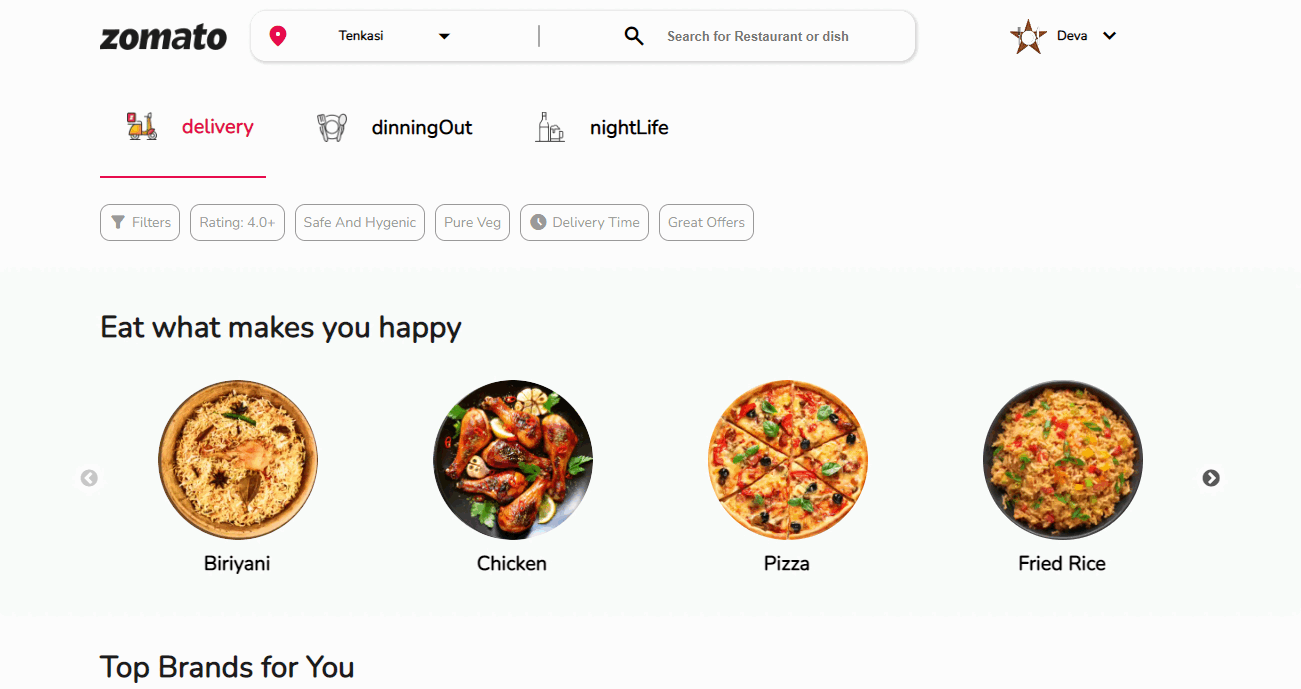 zomato Tenkasi | Search for Restaurant or dish Deva
delivery dinningOut nightLife
Filters Rating: 4.0+ Safe And Hygenic Pure Veg Delivery Time Great Offers
Eat what makes you happy
Biriyani Chicken Pizza Fried Rice
Top Brands for You